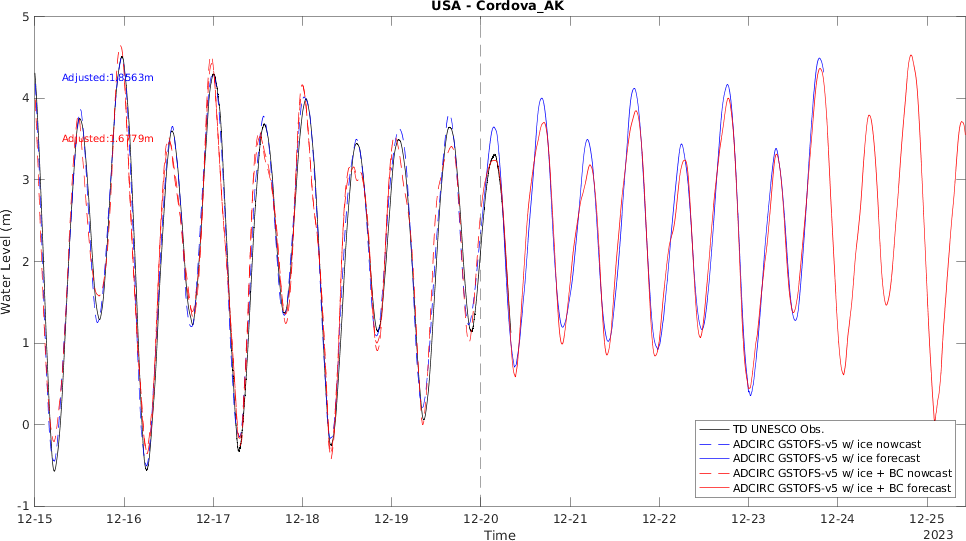 USA - Cordova_AK
5
4
3
2
1
0
-1
Water Level (m)
Adjusted:1.8563m
Adjusted:1.6779m
TD UNESCO Obs.
ADCIRC GSTOFS-v5 w/ ice nowcast
ADCIRC GSTOFS-v5 w/ ice forecast
ADCIRC GSTOFS-v5 w/ ice + BC nowcast
ADCIRC GSTOFS-v5 w/ ice + BC forecast
12-15 12-16 12-17 12-18 12-19 12-20 12-21 12-22 12-23 12-24 12-25
Time
2023